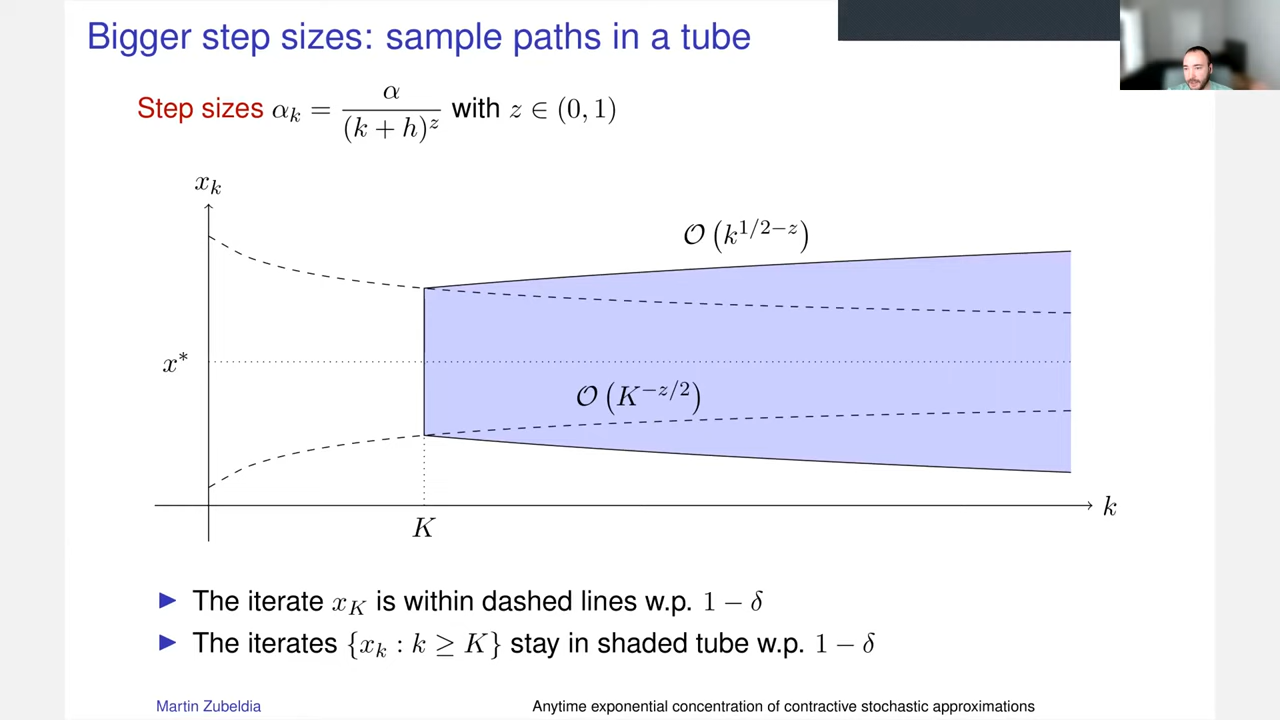 Bigger step sizes: sample paths in a tube
Step sizes α_k = α / (k + h)^z with z ∈ (0, 1)
x_k
O(k^{1/2−z})
x*
O(K^{−z/2})
k
K
▶ The iterate x_K is within dashed lines w.p. 1 − δ
▶ The iterates {x_k : k ≥ K} stay in shaded tube w.p. 1 − δ
Martin Zubeldia Anytime exponential concentration of contractive stochastic approximations